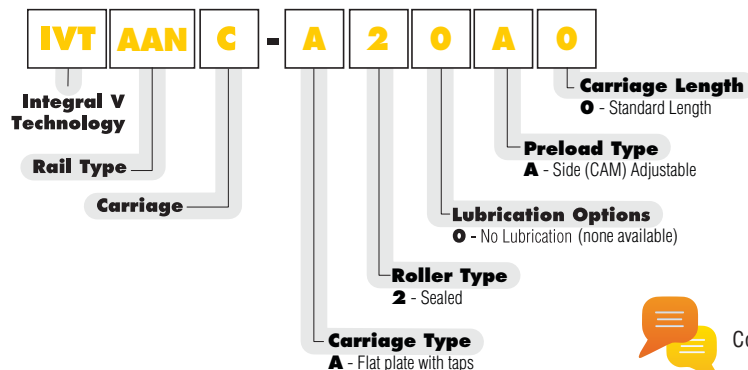 IVT AAN C - A 2 0 A 0
Carriage Length
0 - Standard Length
Integral V
Technology
Preload Type
A - Side (CAM) Adjustable
Rail Type
Carriage
Lubrication Options
0 - No Lubrication (none available)
Roller Type
2 - Sealed
Carriage Type
A - Flat plate with taps